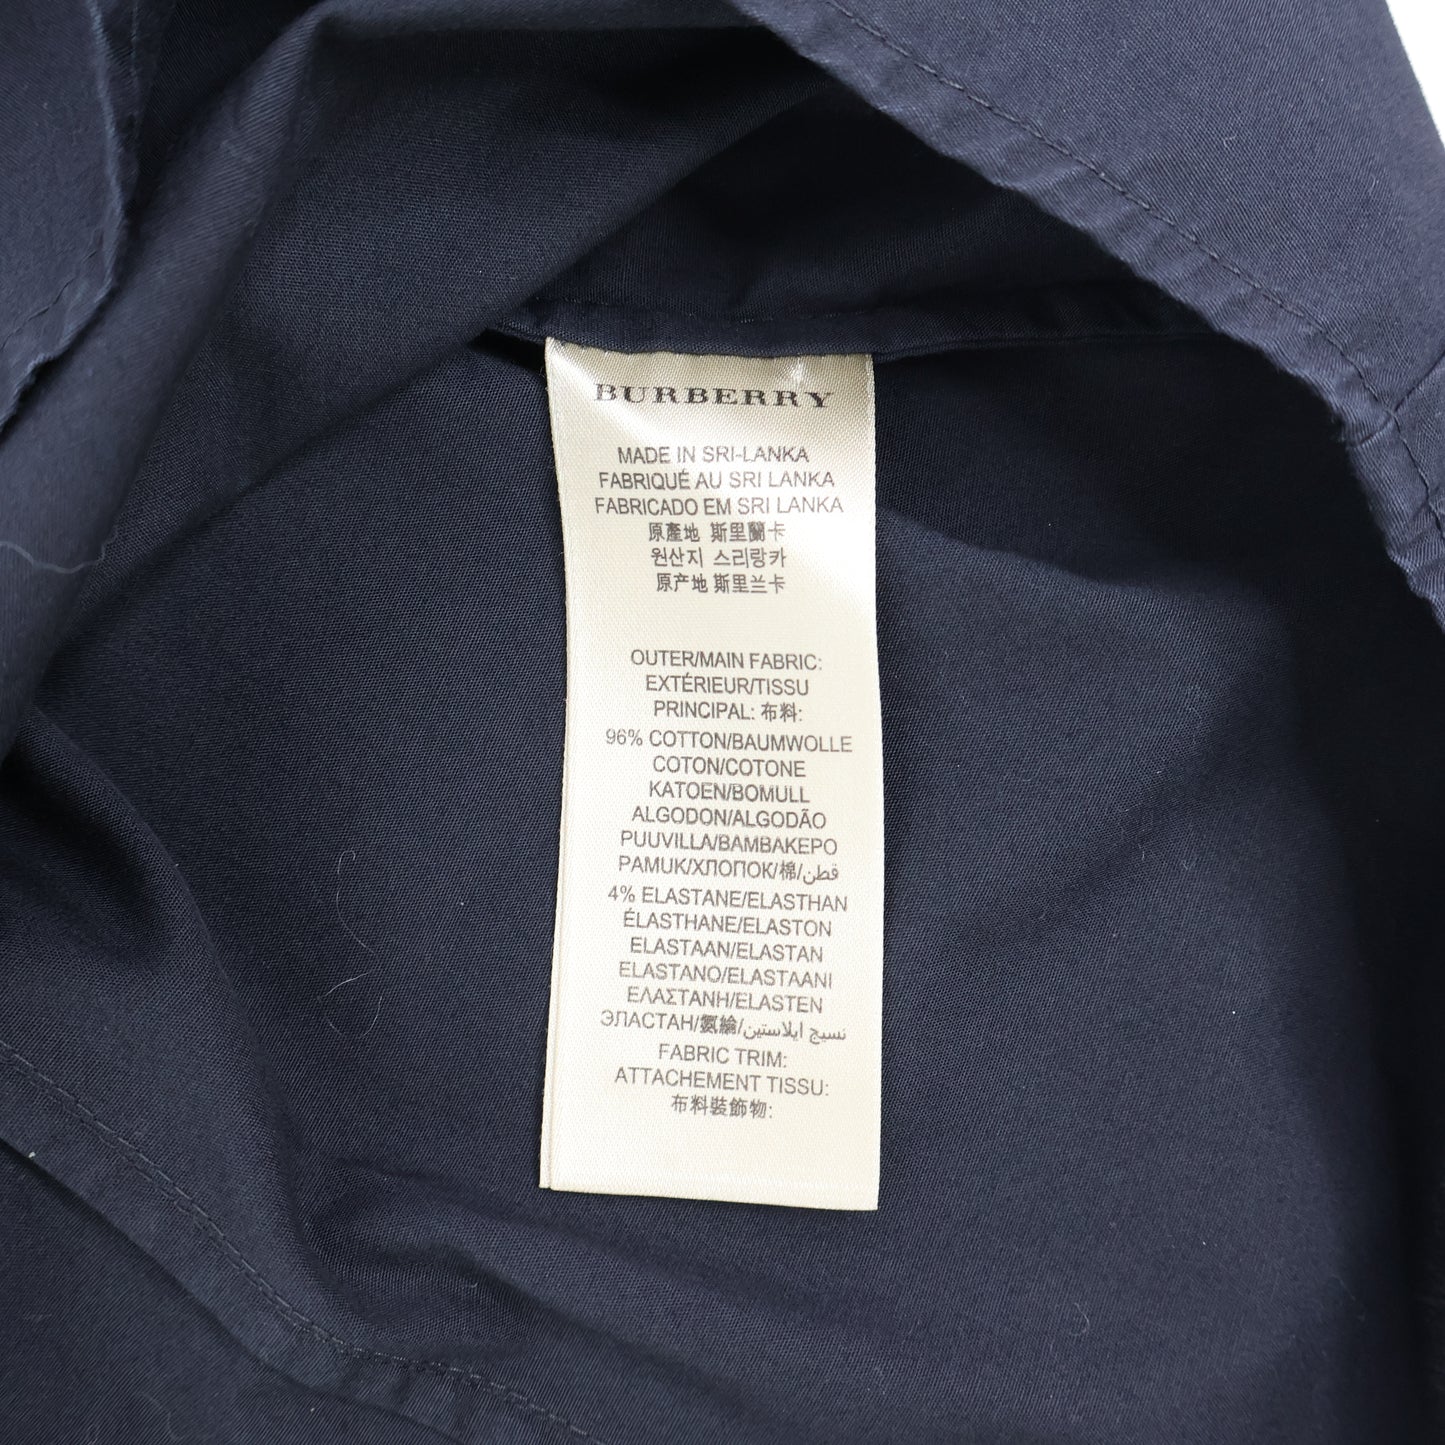 BURBERRY
MADE IN SRI-LANKA
FABRIQUÉ AU SRI LANKA
FABRICADO EM SRI LANKA
原產地 斯里蘭卡
원산지 스리랑카
原产地 斯里兰卡
OUTER/MAIN FABRIC:
EXTÉRIEUR/TISSU
PRINCIPAL: 布料:
96% COTTON/BAUMWOLLE
COTON/COTONE
KATOEN/BOMULL
ALGODON/ALGODÃO
PUUVILLA/BAMBAKEPO
PAMUK/ХЛОПОК/棉/قطن
4% ELASTANE/ELASTHAN
ÉLASTHANE/ELASTON
ELASTAAN/ELASTAN
ELASTANO/ELASTAANI
ΕΛΑΣΤΑΝΗ/ELASTEN
ЭЛАСТАН/氨綸/نسيج ايلاستين
FABRIC TRIM:
ATTACHEMENT TISSU:
布料裝飾物: